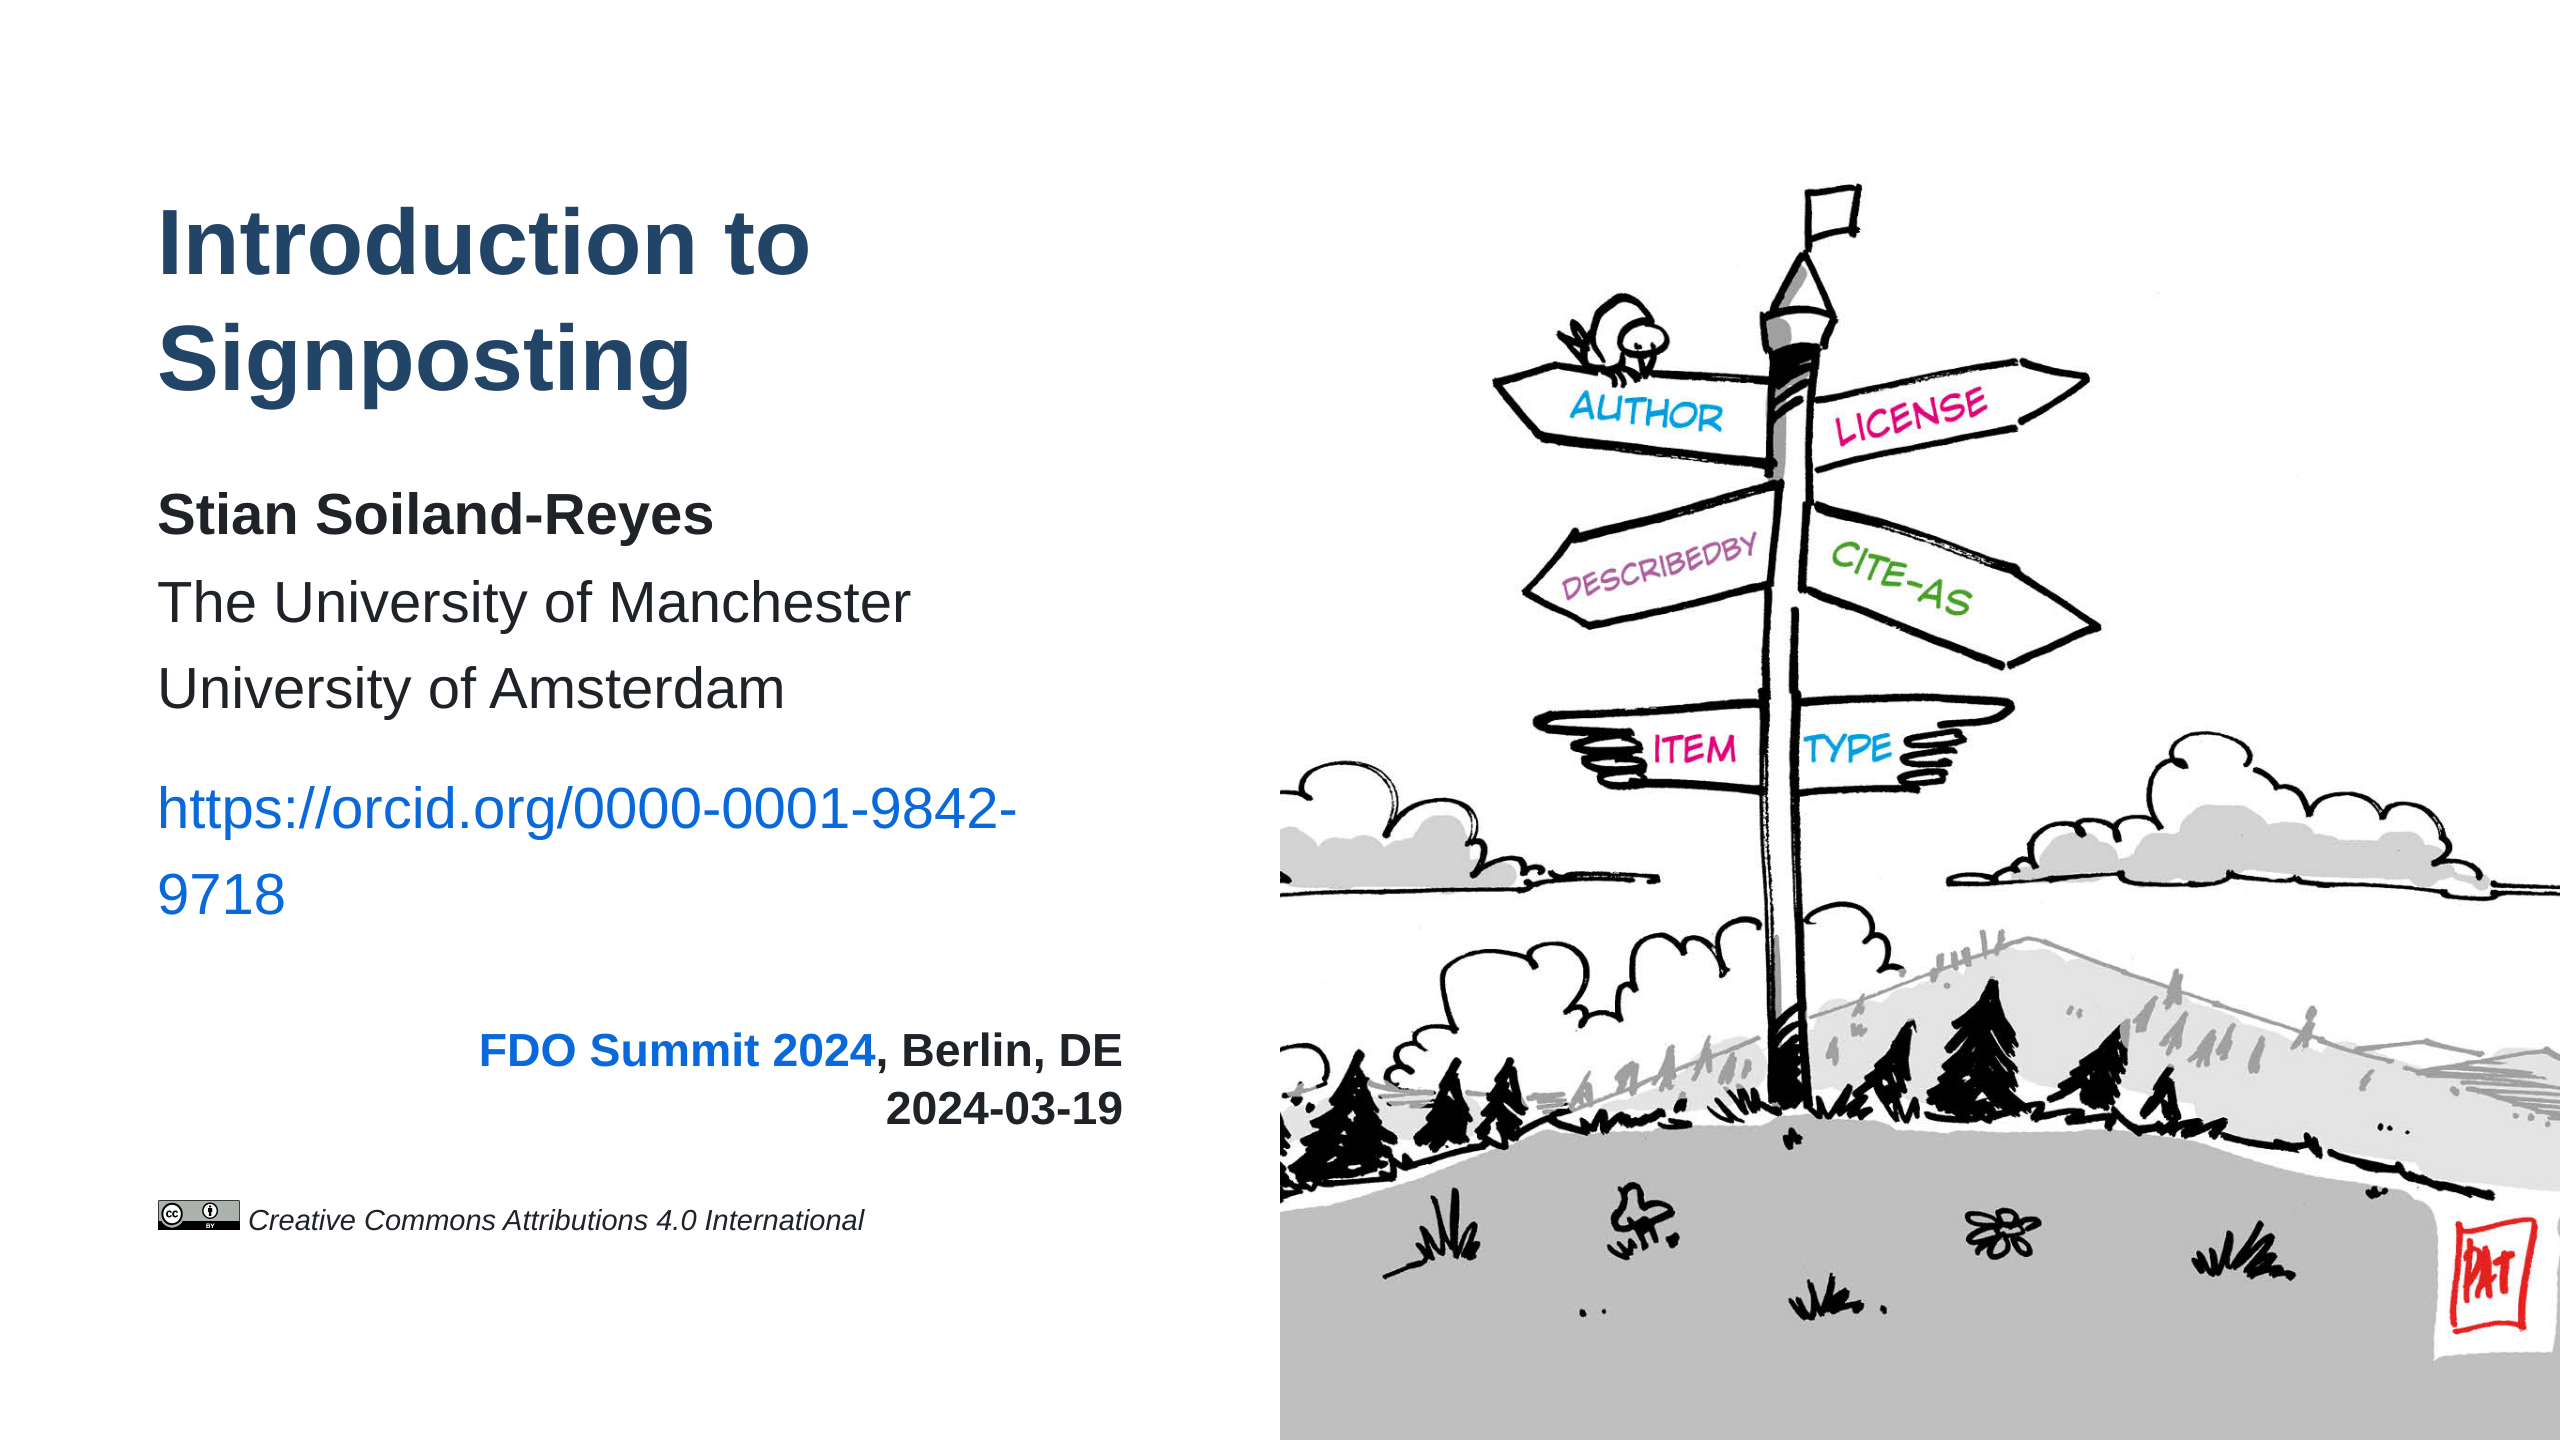 Introduction to
Signposting
Stian Soiland-Reyes
The University of Manchester
University of Amsterdam
https://orcid.org/0000-0001-9842-
9718
FDO Summit 2024, Berlin, DE
2024-03-19
cc BY Creative Commons Attributions 4.0 International
AUTHOR
LICENSE
DESCRIBEDBY
CITE-AS
ITEM
TYPE
PAT